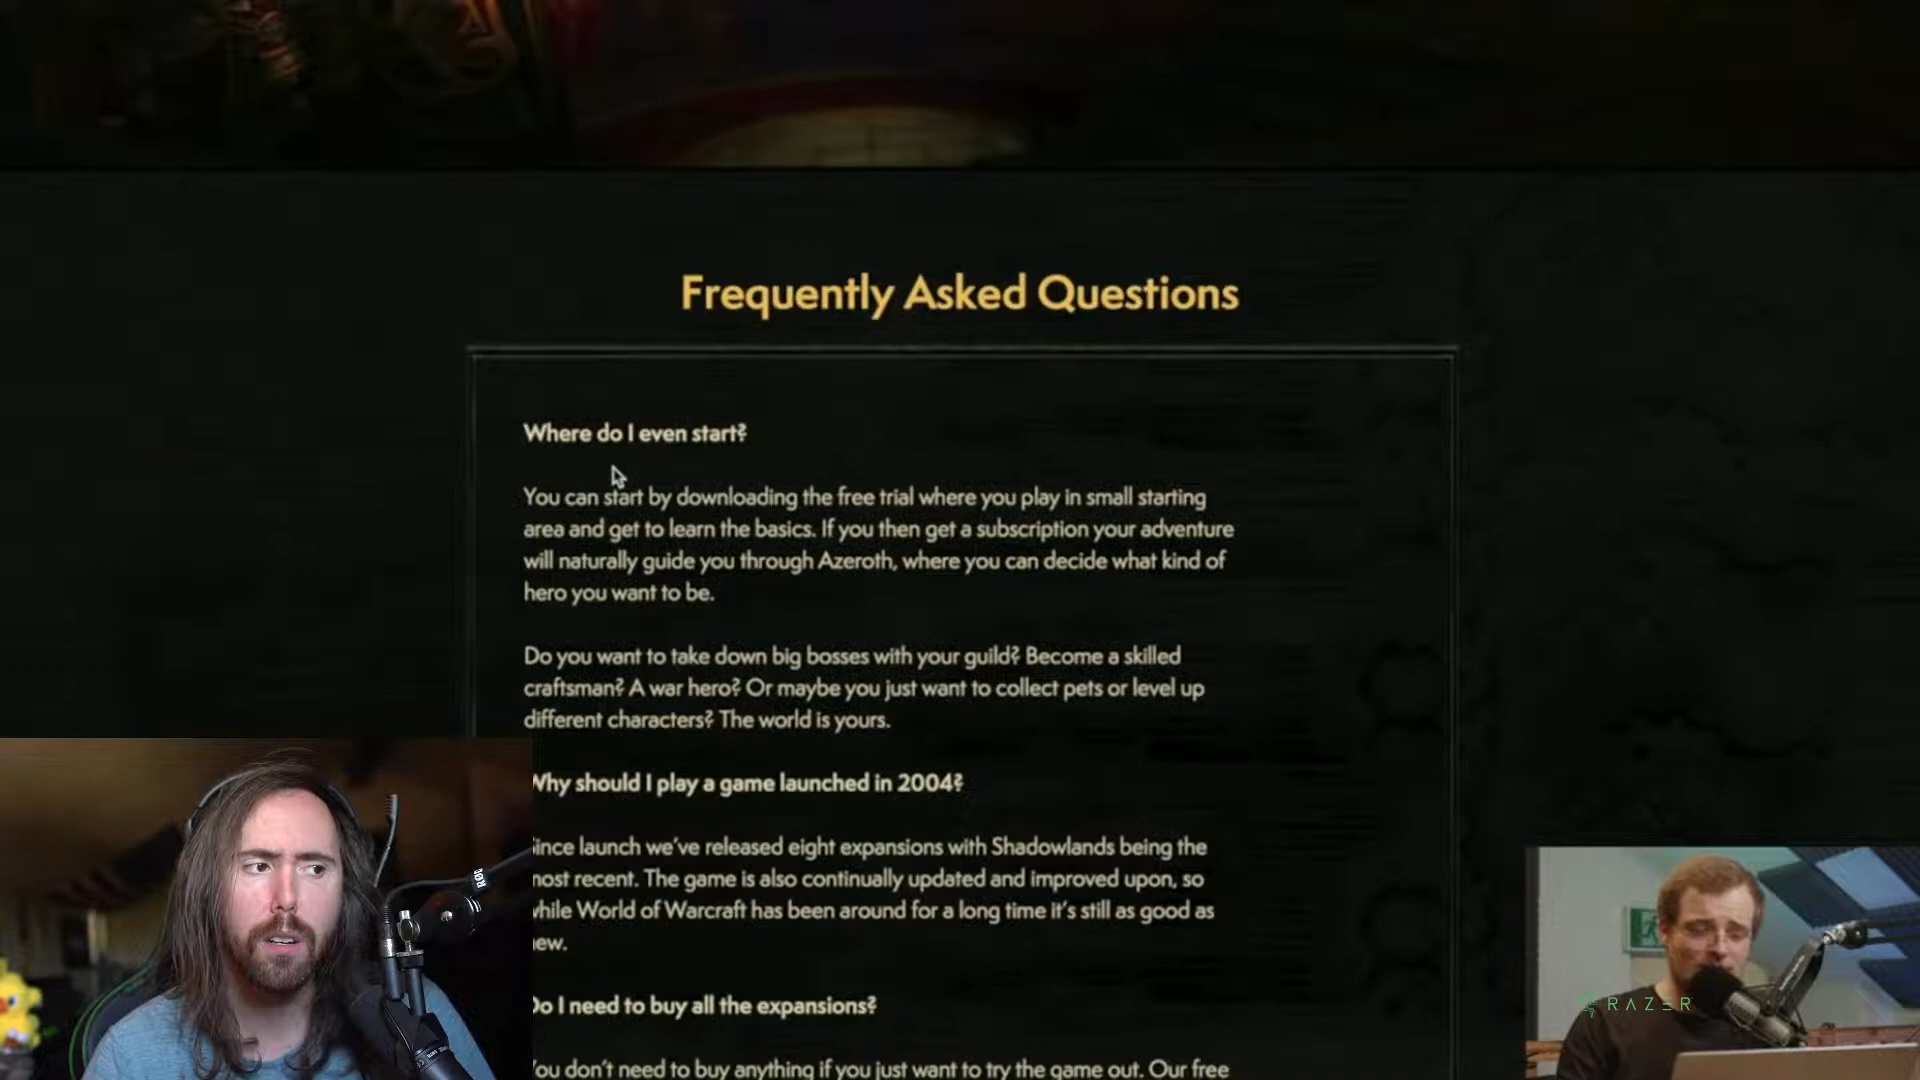 Frequently Asked Questions
Where do I even start?
You can start by downloading the free trial where you play in small starting
area and get to learn the basics. If you then get a subscription your adventure
will naturally guide you through Azeroth, where you can decide what kind of
hero you want to be.
Do you want to take down big bosses with your guild? Become a skilled
craftsman? A war hero? Or maybe you just want to collect pets or level up
different characters? The world is yours.
Why should I play a game launched in 2004?
ince launch we've released eight expansions with Shadowlands being the
most recent. The game is also continually updated and improved upon, so
while World of Warcraft has been around for a long time it's still as good as
ew.
Do I need to buy all the expansions?
You don't need to buy anything if you just want to try the game out. Our free
RØDE
RAZER